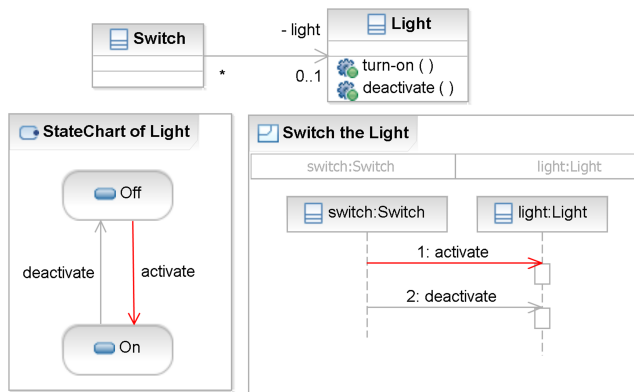 Switch
- light
Light
*
0..1
turn-on ( )
deactivate ( )
StateChart of Light
Off
deactivate
activate
On
Switch the Light
switch:Switch
light:Light
switch:Switch
light:Light
1: activate
2: deactivate